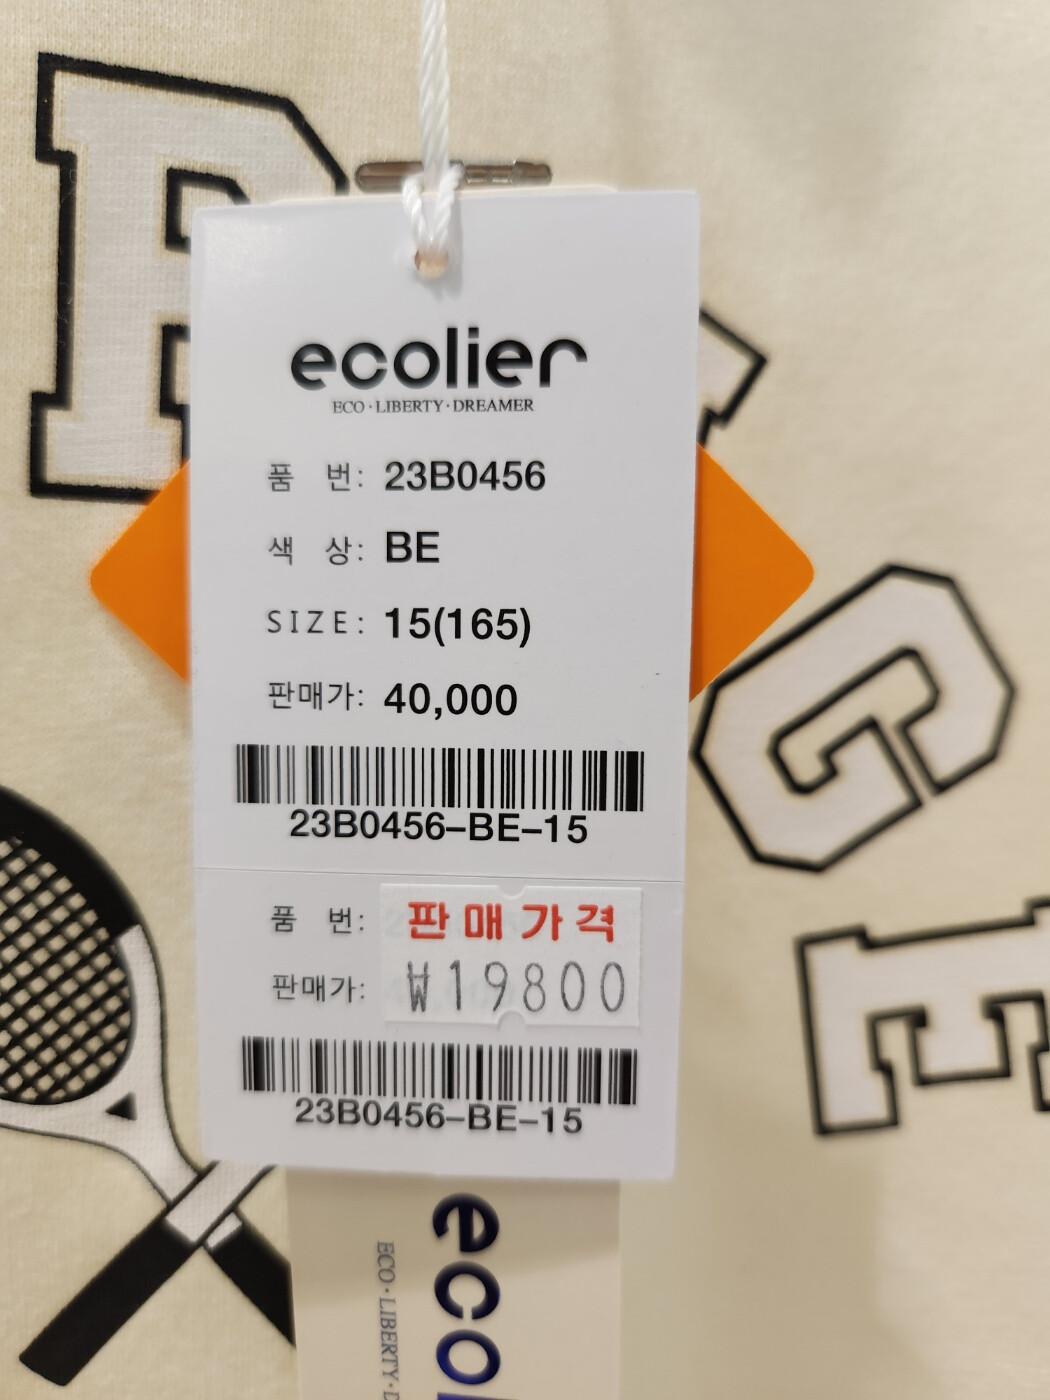 ecolier
ECO·LIBERTY·DREAMER
품 번: 23B0456
색 상: BE
SIZE: 15(165)
판매가: 40,000
23B0456-BE-15
품 번:
판매가격
판매가:
₩19800
23B0456-BE-15
ecol
ECO·LIBERTY·D
R
G
E